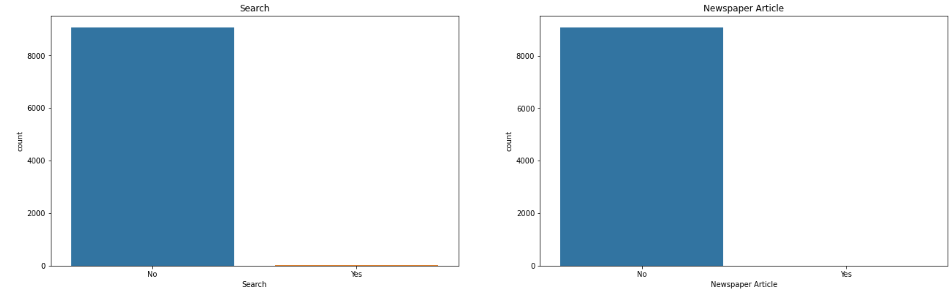 Search
8000
6000
4000
2000
0
count
No
Yes
Search
Newspaper Article
8000
6000
4000
2000
0
count
No
Yes
Newspaper Article